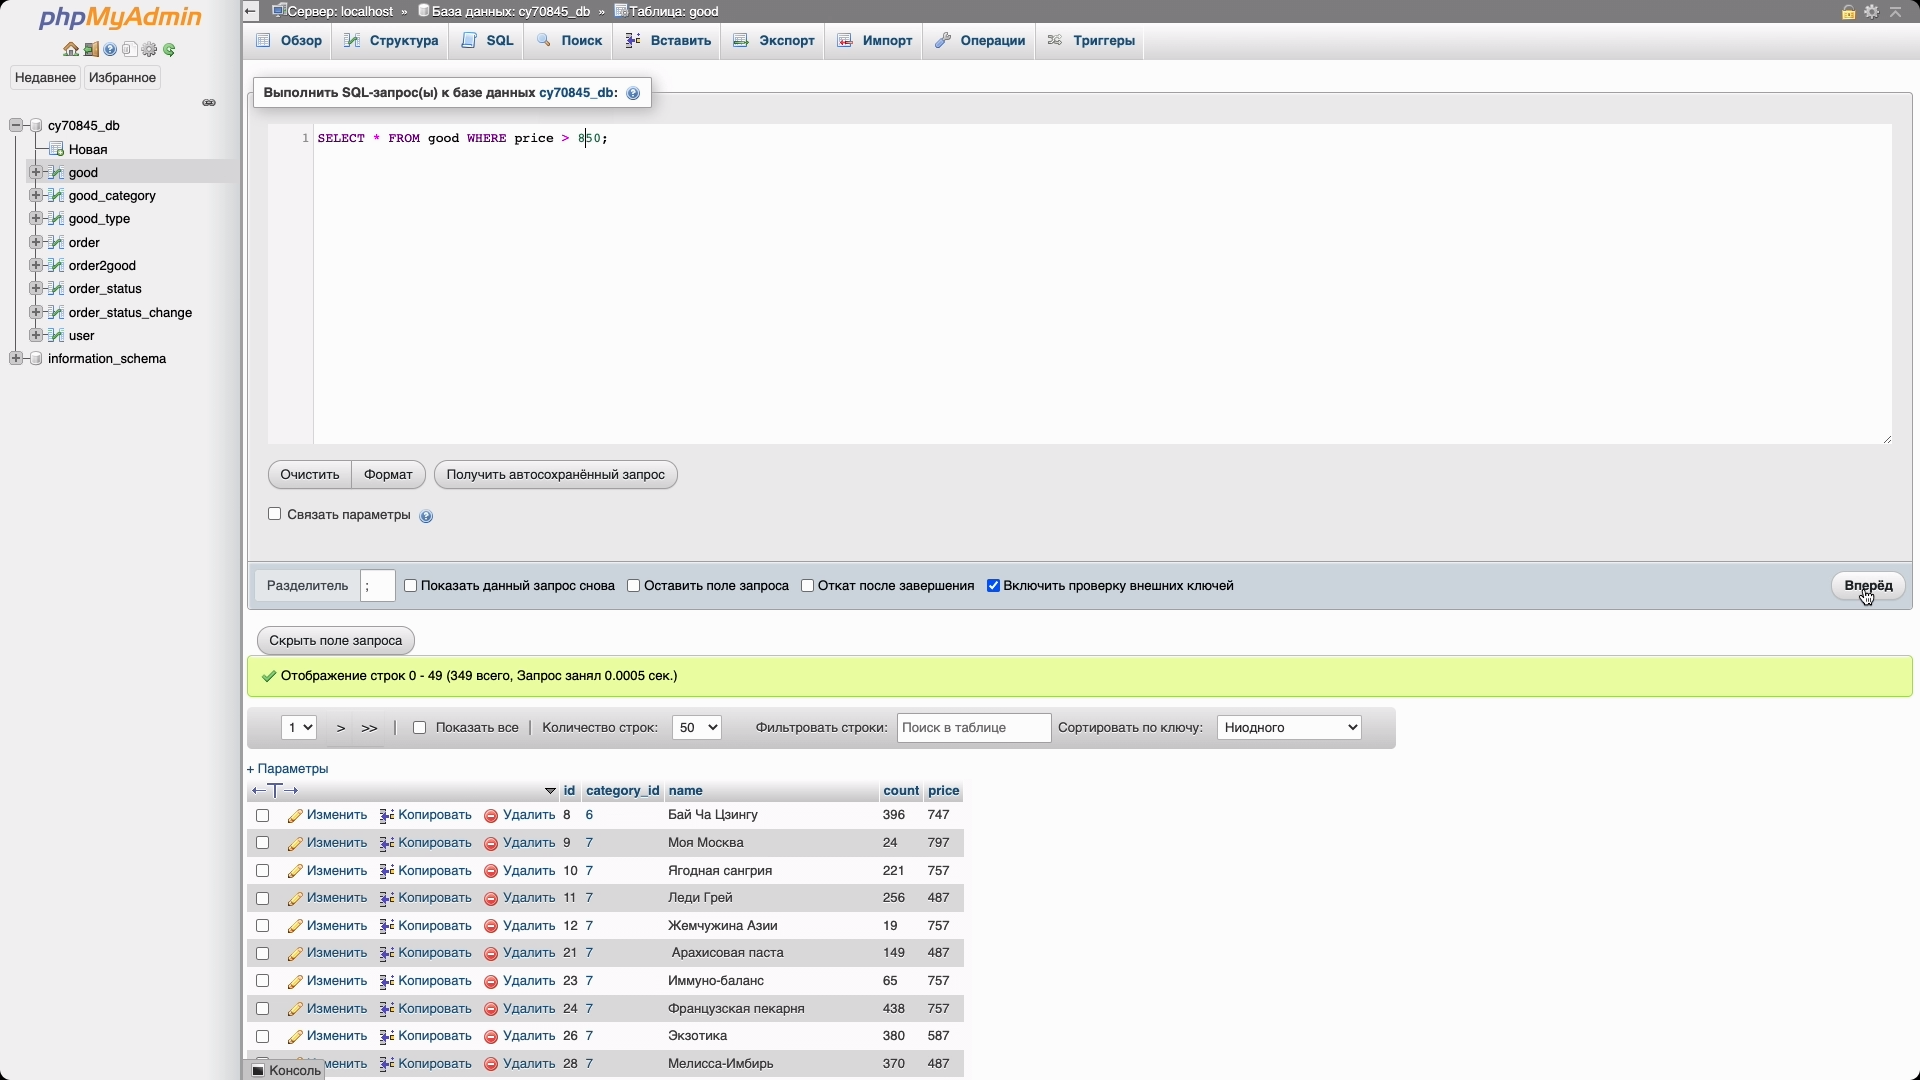 phpMyAdmin
Недавнее Избранное
cy70845_db
Новая
good
good_category
good_type
order
order2good
order_status
order_status_change
user
information_schema
Сервер: localhost » База данных: cy70845_db » Таблица: good
Обзор Структура SQL Поиск Вставить Экспорт Импорт Операции Триггеры
Выполнить SQL-запрос(ы) к базе данных cy70845_db:
1 SELECT * FROM good WHERE price > 850;
Очистить Формат Получить автосохранённый запрос
Связать параметры
Разделитель ; Показать данный запрос снова Оставить поле запроса Откат после завершения Включить проверку внешних ключей Вперёд
Скрыть поле запроса
Отображение строк 0 - 49 (349 всего, Запрос занял 0.0005 сек.)
1 > >> | Показать все | Количество строк: 50 Фильтровать строки: Поиск в таблице Сортировать по ключу: Ниодного
+ Параметры
←T→ id category_id name count price
Изменить Копировать Удалить 8 6 Бай Ча Цзингу 396 747
Изменить Копировать Удалить 9 7 Моя Москва 24 797
Изменить Копировать Удалить 10 7 Ягодная сангрия 221 757
Изменить Копировать Удалить 11 7 Леди Грей 256 487
Изменить Копировать Удалить 12 7 Жемчужина Азии 19 757
Изменить Копировать Удалить 21 7 Арахисовая паста 149 487
Изменить Копировать Удалить 23 7 Иммуно-баланс 65 757
Изменить Копировать Удалить 24 7 Французская пекарня 438 757
Изменить Копировать Удалить 26 7 Экзотика 380 587
менить Копировать Удалить 28 7 Мелисса-Имбирь 370 487
Консоль